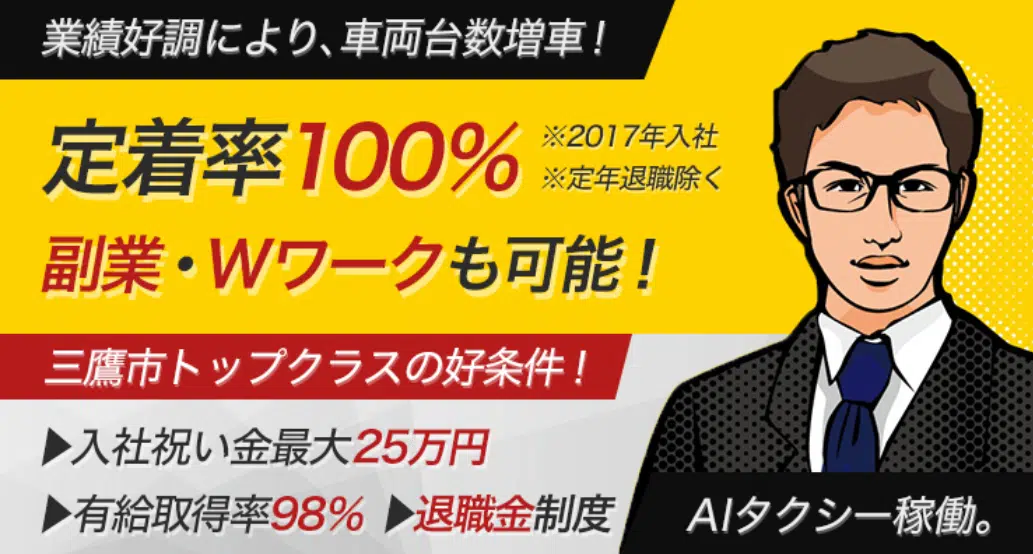 業績好調により、車両台数増車!
定着率100%
※2017年入社
※定年退職除く
副業・Wワークも可能!
三鷹市トップクラスの好条件!
▶入社祝い金最大25万円
▶有給取得率98% ▶退職金制度
AIタクシー稼働。